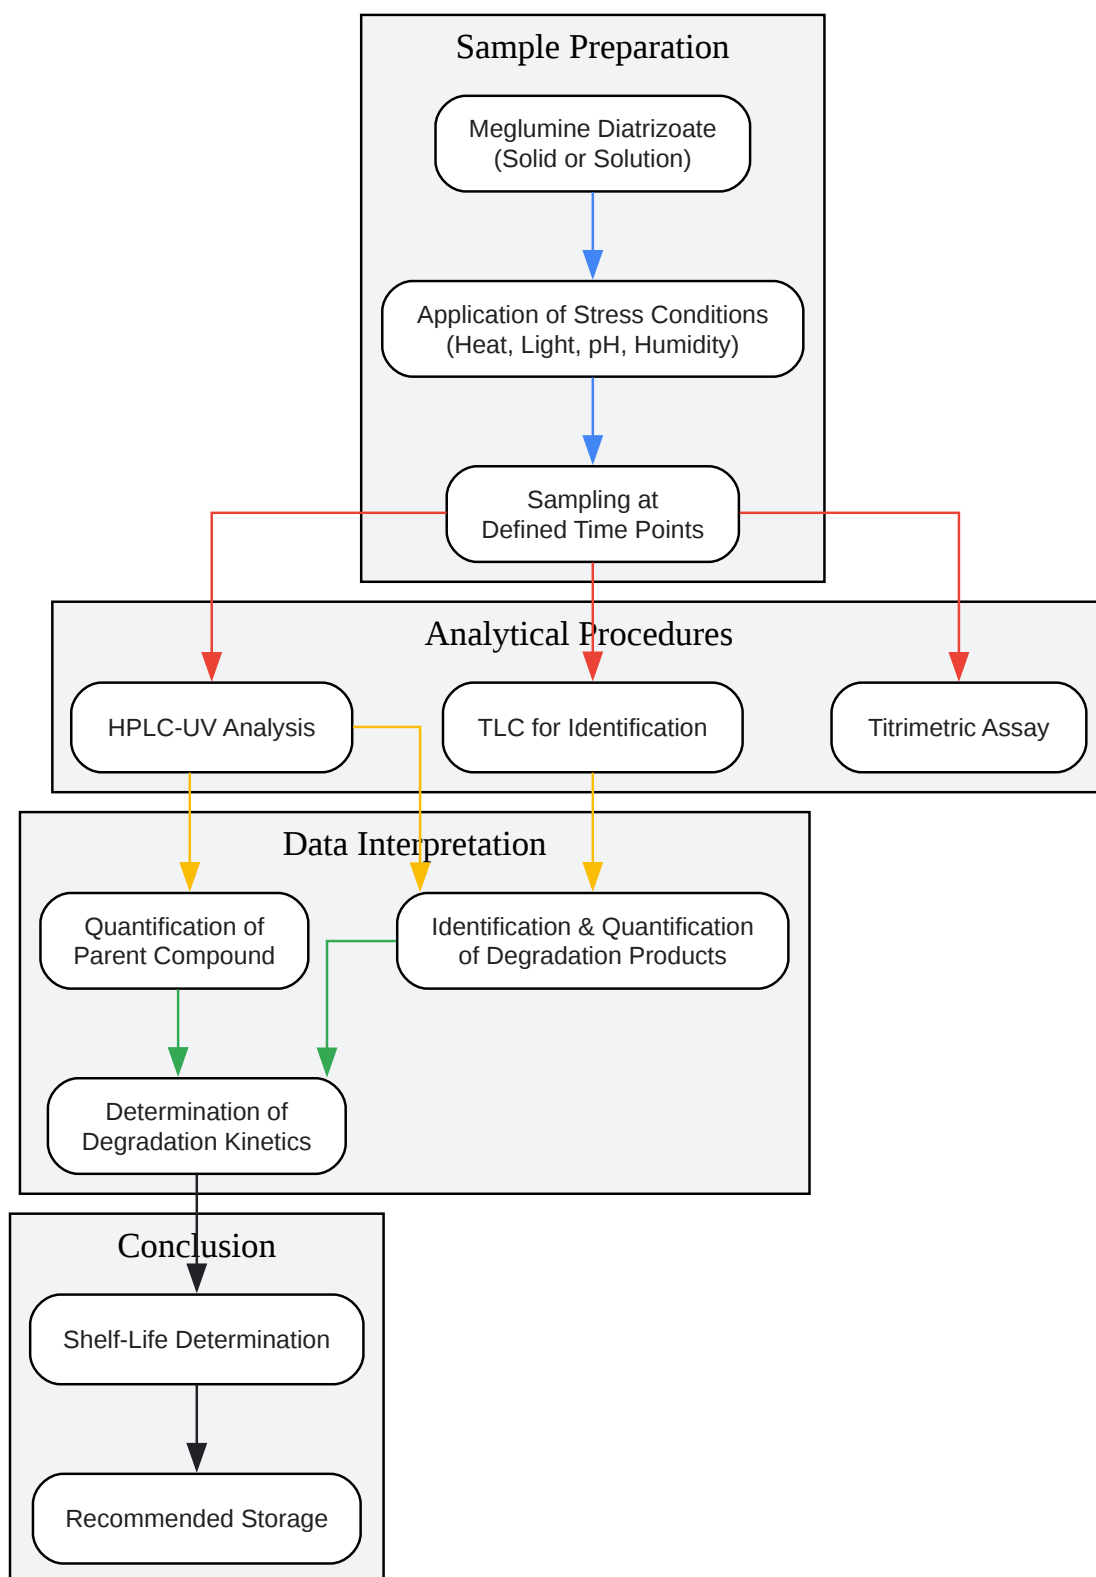 Sample Preparation
Meglumine Diatrizoate
(Solid or Solution)
Application of Stress Conditions
(Heat, Light, pH, Humidity)
Sampling at
Defined Time Points
Analytical Procedures
HPLC-UV Analysis
TLC for Identification
Titrimetric Assay
Data Interpretation
Quantification of
Parent Compound
Identification & Quantification
of Degradation Products
Determination of
Degradation Kinetics
Conclusion
Shelf-Life Determination
Recommended Storage